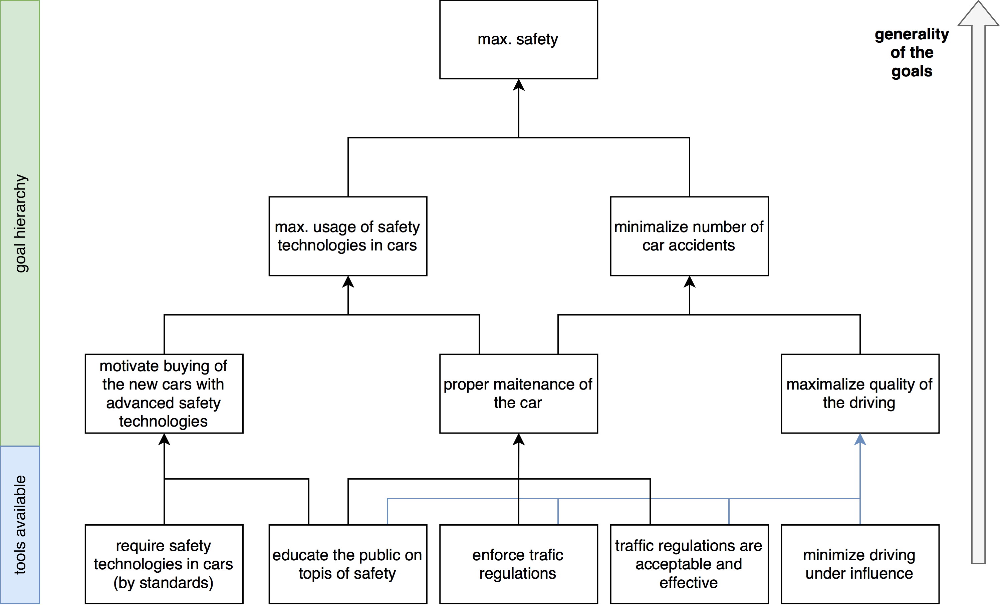 max. safety
generality
of the
goals
goal hierarchy
max. usage of safety
technologies in cars
minimalize number of
car accidents
motivate buying of
the new cars with
advanced safety
technologies
proper maitenance of
the car
maximalize quality of
the driving
tools available
require safety
technologies in cars
(by standards)
educate the public on
topis of safety
enforce trafic
regulations
traffic regulations are
acceptable and
effective
minimize driving
under influence